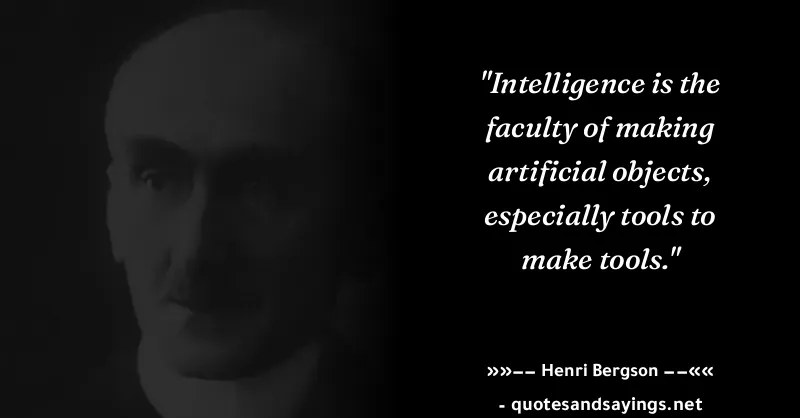 "Intelligence is the
faculty of making
artificial objects,
especially tools to
make tools."
»»−− Henri Bergson −−««
- quotesandsayings.net